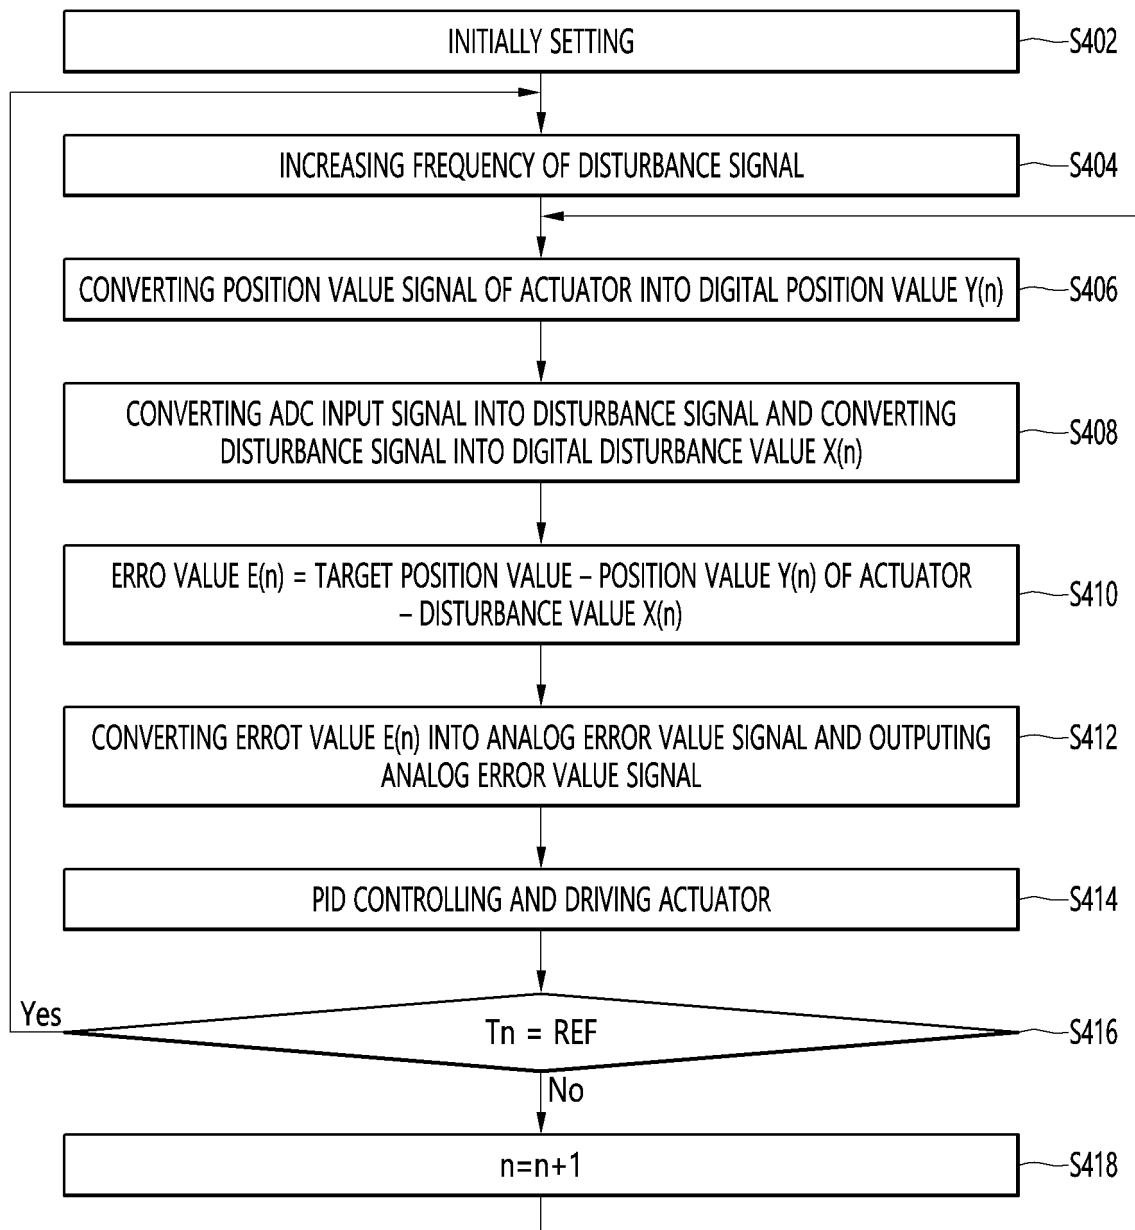 INITIALLY SETTING
S402
INCREASING FREQUENCY OF DISTURBANCE SIGNAL
S404
CONVERTING POSITION VALUE SIGNAL OF ACTUATOR INTO DIGITAL POSITION VALUE Y(n)
S406
CONVERTING ADC INPUT SIGNAL INTO DISTURBANCE SIGNAL AND CONVERTING
DISTURBANCE SIGNAL INTO DIGITAL DISTURBANCE VALUE X(n)
S408
ERRO VALUE E(n) = TARGET POSITION VALUE – POSITION VALUE Y(n) OF ACTUATOR
– DISTURBANCE VALUE X(n)
S410
CONVERTING ERROT VALUE E(n) INTO ANALOG ERROR VALUE SIGNAL AND OUTPUTING
ANALOG ERROR VALUE SIGNAL
S412
PID CONTROLLING AND DRIVING ACTUATOR
S414
Yes
Tn = REF
S416
No
n=n+1
S418